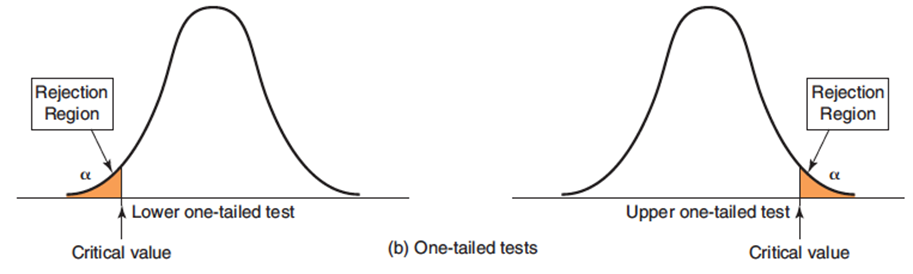 Rejection
Region
α
Lower one-tailed test
Critical value
(b) One-tailed tests
Rejection
Region
α
Upper one-tailed test
Critical value